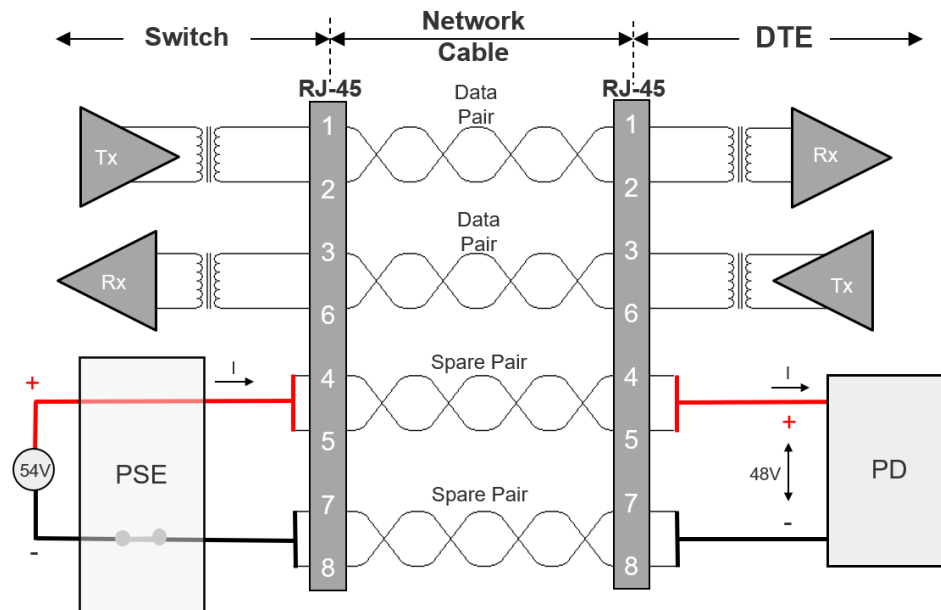 Switch
Network
Cable
DTE
RJ-45
RJ-45
Data
Pair
1
1
Tx
Rx
2
2
Data
Pair
3
3
Rx
Tx
6
6
Spare Pair
I
I
4
4
+
+
5
5
54V
PSE
48V
PD
Spare Pair
7
7
-
-
8
8